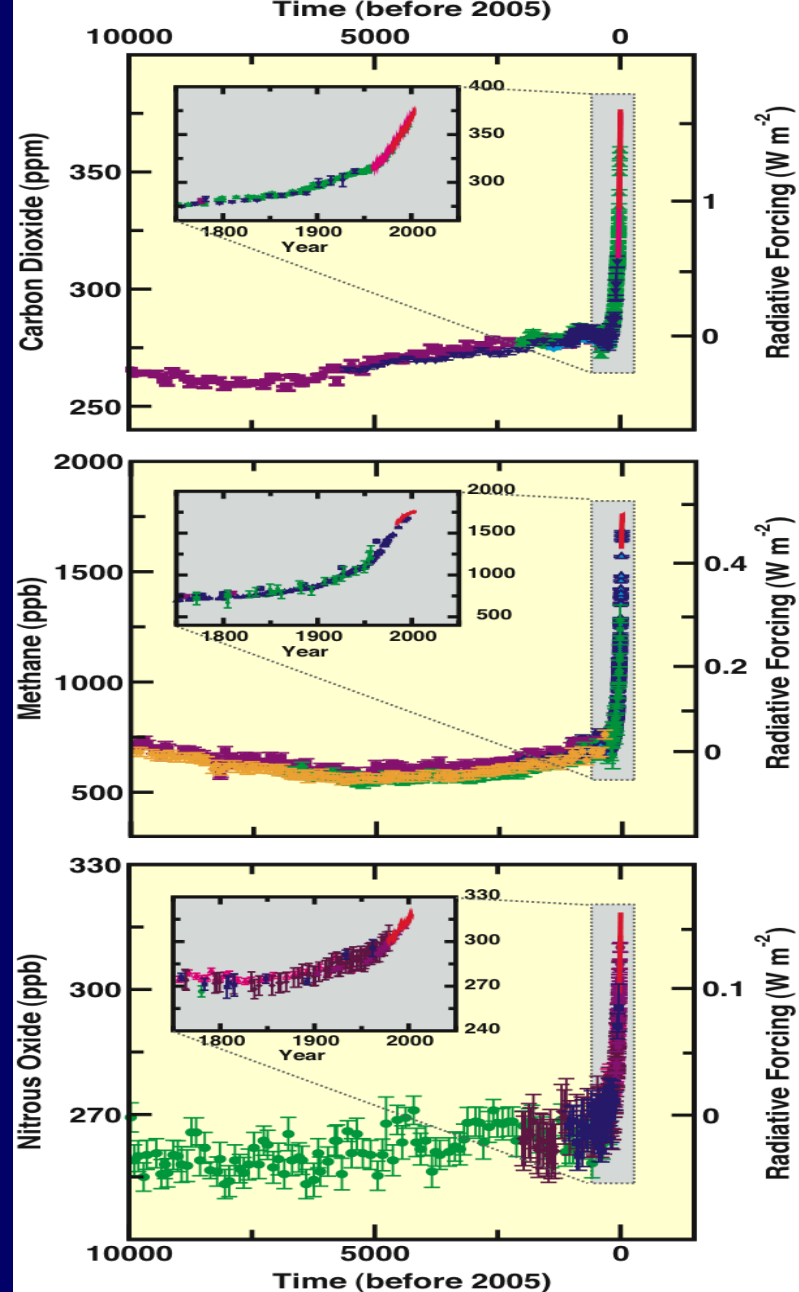 Time (before 2005)
10000 5000 0
Carbon Dioxide (ppm)
350
300
250
400
350
300
1800 1900 2000
Year
1
0
Radiative Forcing (W m-2)
Methane (ppb)
2000
1500
1000
500
2000
1500
1000
500
1800 1900 2000
Year
0.4
0.2
0
Radiative Forcing (W m-2)
Nitrous Oxide (ppb)
330
300
270
330
300
270
240
1800 1900 2000
Year
0.1
0
Radiative Forcing (W m-2)
10000 5000 0
Time (before 2005)